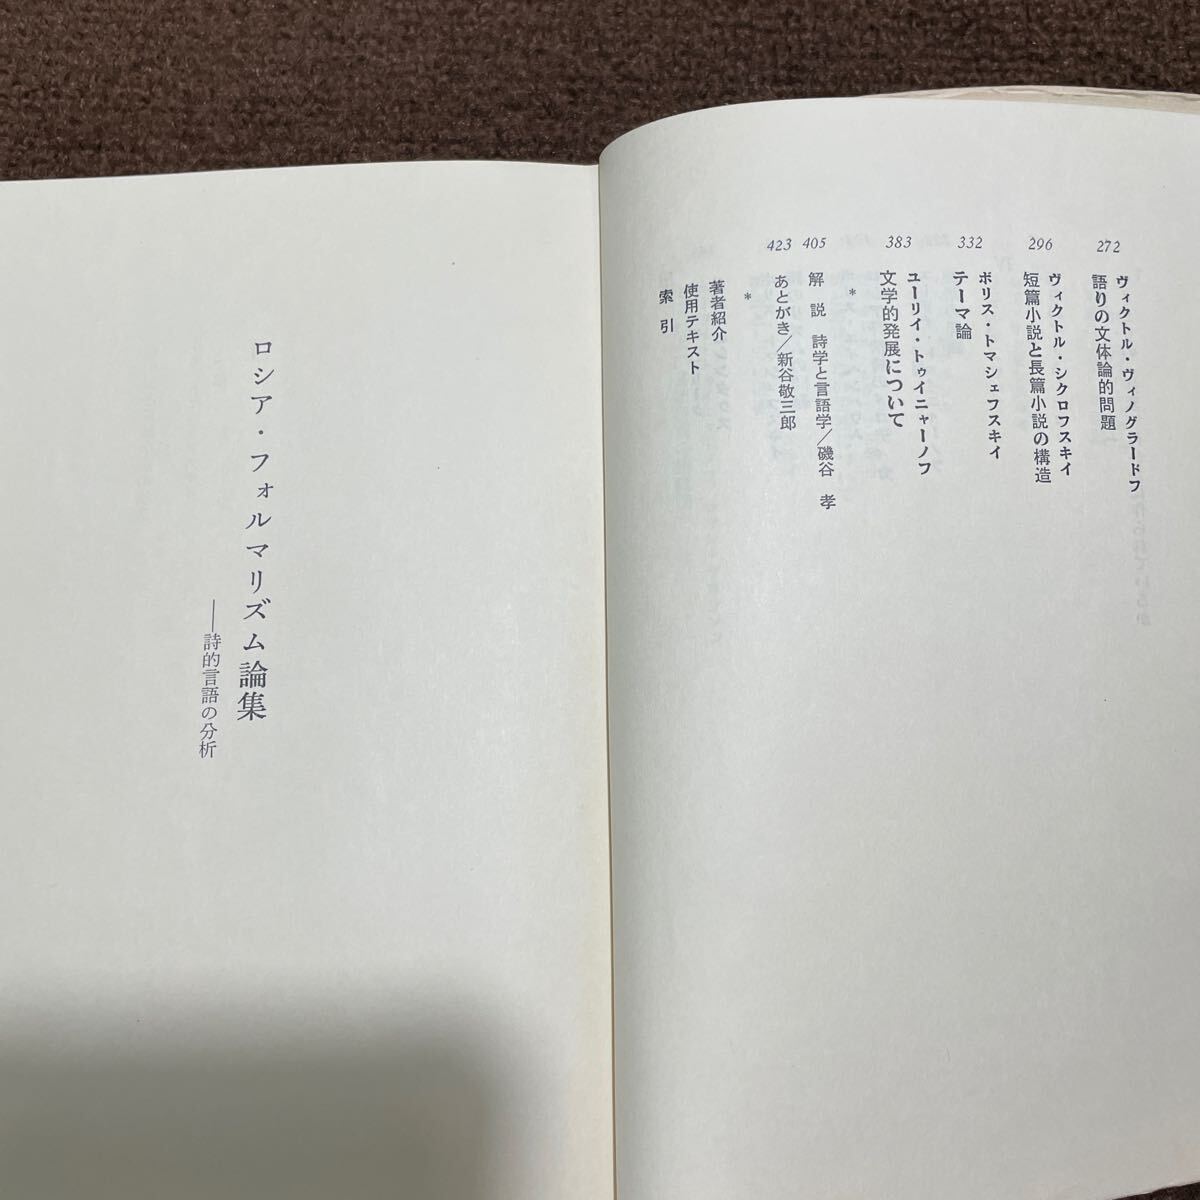 ヴィクトル・ヴィノグラードフ
語りの文体論的問題
272
ヴィクトル・シクロフスキイ
短篇小説と長篇小説の構造
296
ボリス・トマシェフスキイ
テーマ論
332
ユーリイ・トゥイニャーノフ
文学的発展について
383
*
解 説 詩学と言語学/磯谷 孝
405
あとがき/新谷敬三郎
423
*
著者紹介
使用テキスト
索 引
ロシア・フォルマリズム論集
――詩的言語の分析